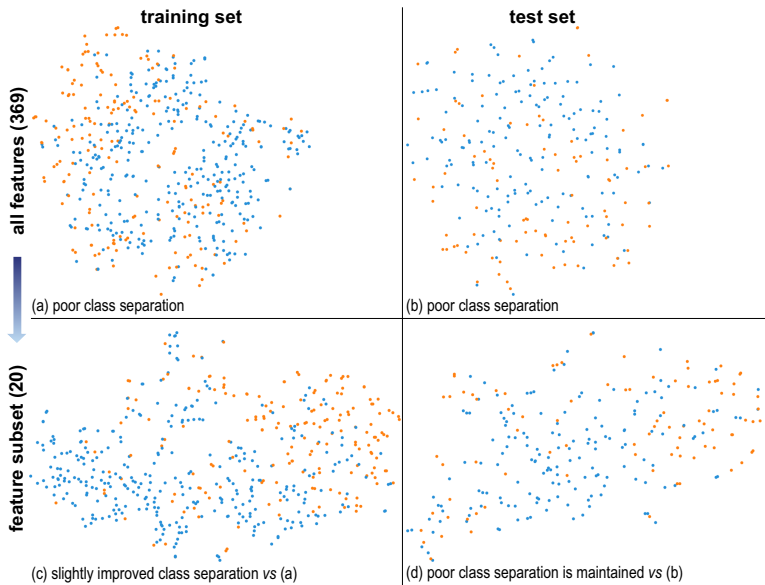 training set
test set
all features (369)
(a) poor class separation
(b) poor class separation
feature subset (20)
(c) slightly improved class separation vs (a)
(d) poor class separation is maintained vs (b)